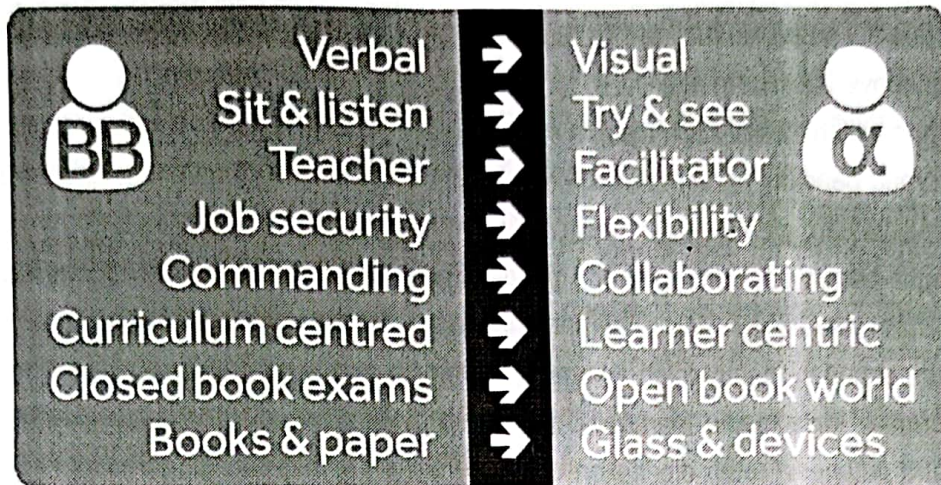 Verbal → Visual
Sit & listen → Try & see
BB
α
Teacher → Facilitator
Job security → Flexibility
Commanding → Collaborating
Curriculum centred → Learner centric
Closed book exams → Open book world
Books & paper → Glass & devices